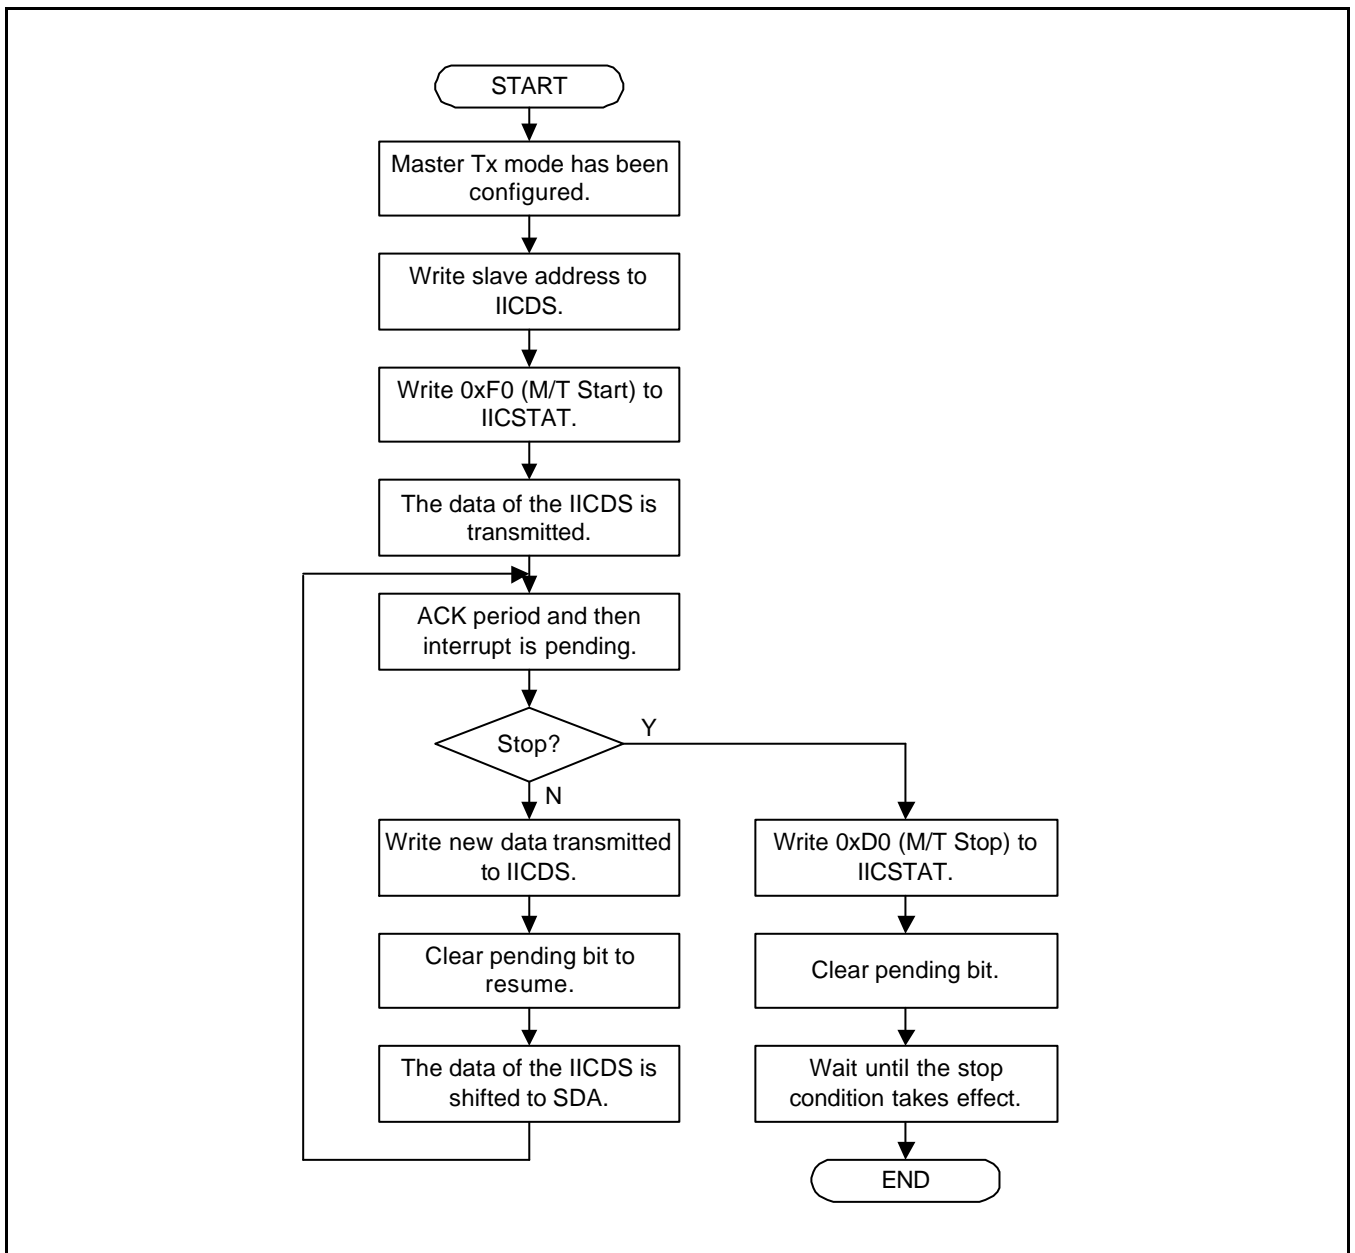 START
Master Tx mode has been
configured.
Write slave address to
IICDS.
Write 0xF0 (M/T Start) to
IICSTAT.
The data of the IICDS is
transmitted.
ACK period and then
interrupt is pending.
Stop?
Y
N
Write new data transmitted
to IICDS.
Clear pending bit to
resume.
The data of the IICDS is
shifted to SDA.
Write 0xD0 (M/T Stop) to
IICSTAT.
Clear pending bit.
Wait until the stop
condition takes effect.
END